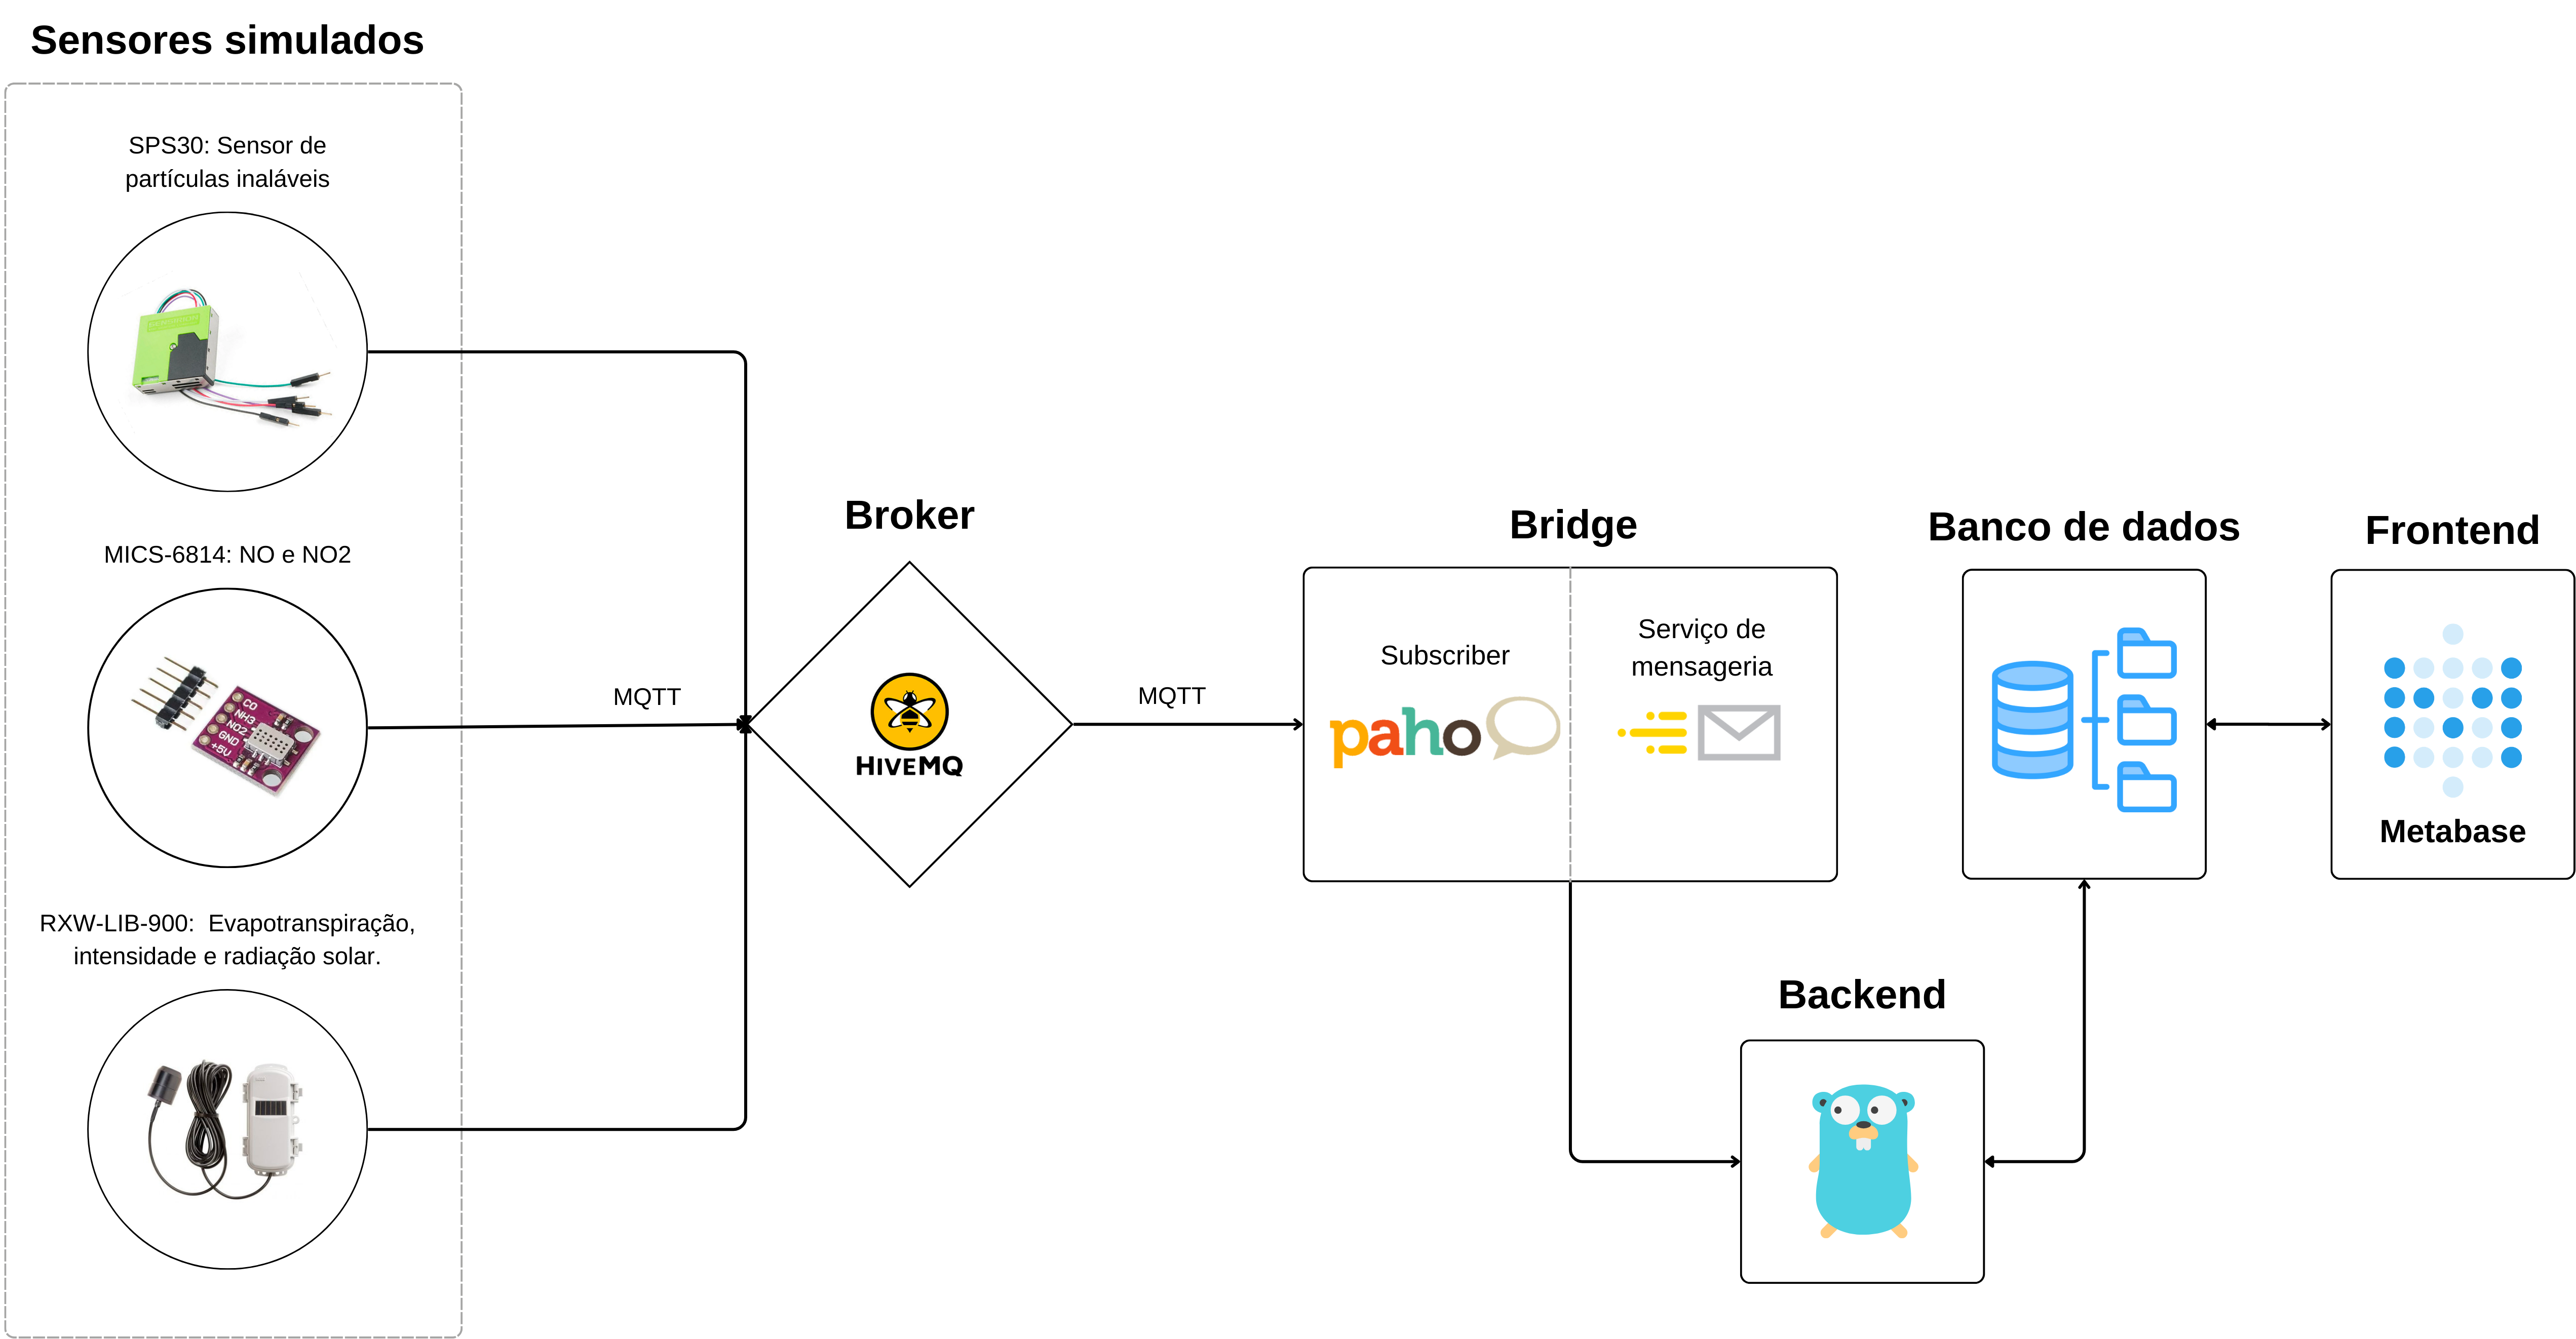 Sensores simulados
SPS30: Sensor de
partículas inaláveis
MICS-6814: NO e NO2
CO
NH3
NO2
GND
+5V
RXW-LIB-900:  Evapotranspiração,
intensidade e radiação solar.
MQTT
Broker
HIVEMQ
MQTT
Bridge
Subscriber
paho
Serviço de
mensageria
Backend
Banco de dados
Frontend
Metabase